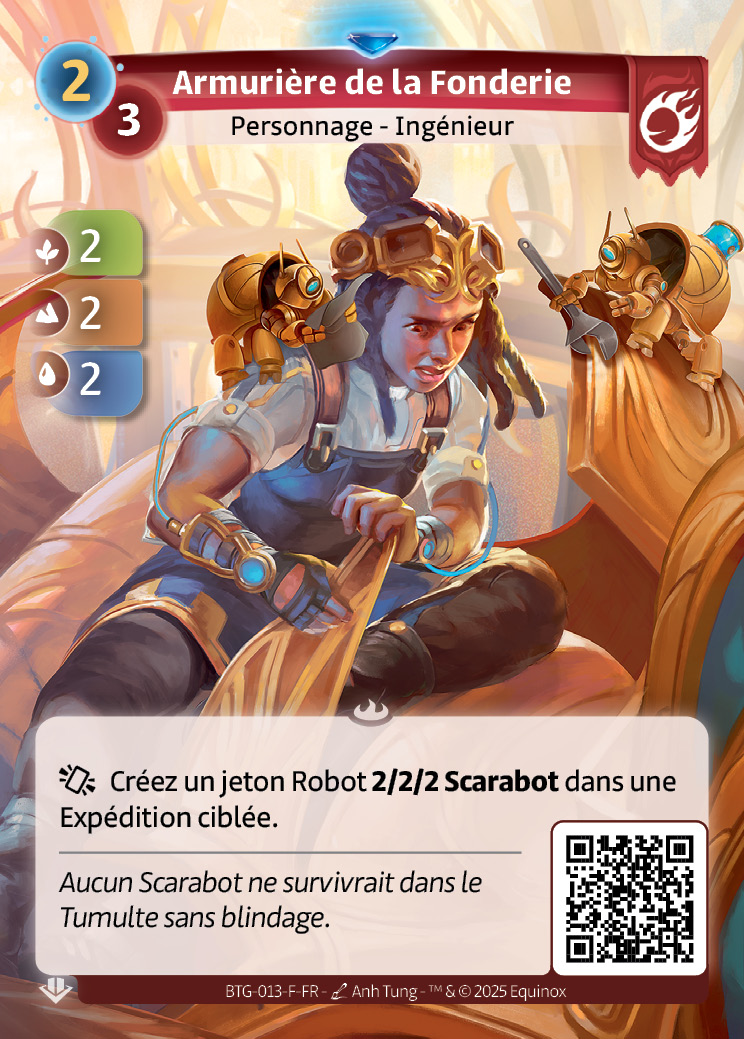 2
Armurière de la Fonderie
3
Personnage - Ingénieur
2
2
2
Créez un jeton Robot 2/2/2 Scarabot dans une
Expédition ciblée.
Aucun Scarabot ne survivrait dans le
Tumulte sans blindage.
BTG-013-F-FR - Anh Tung - ™ & © 2025 Equinox